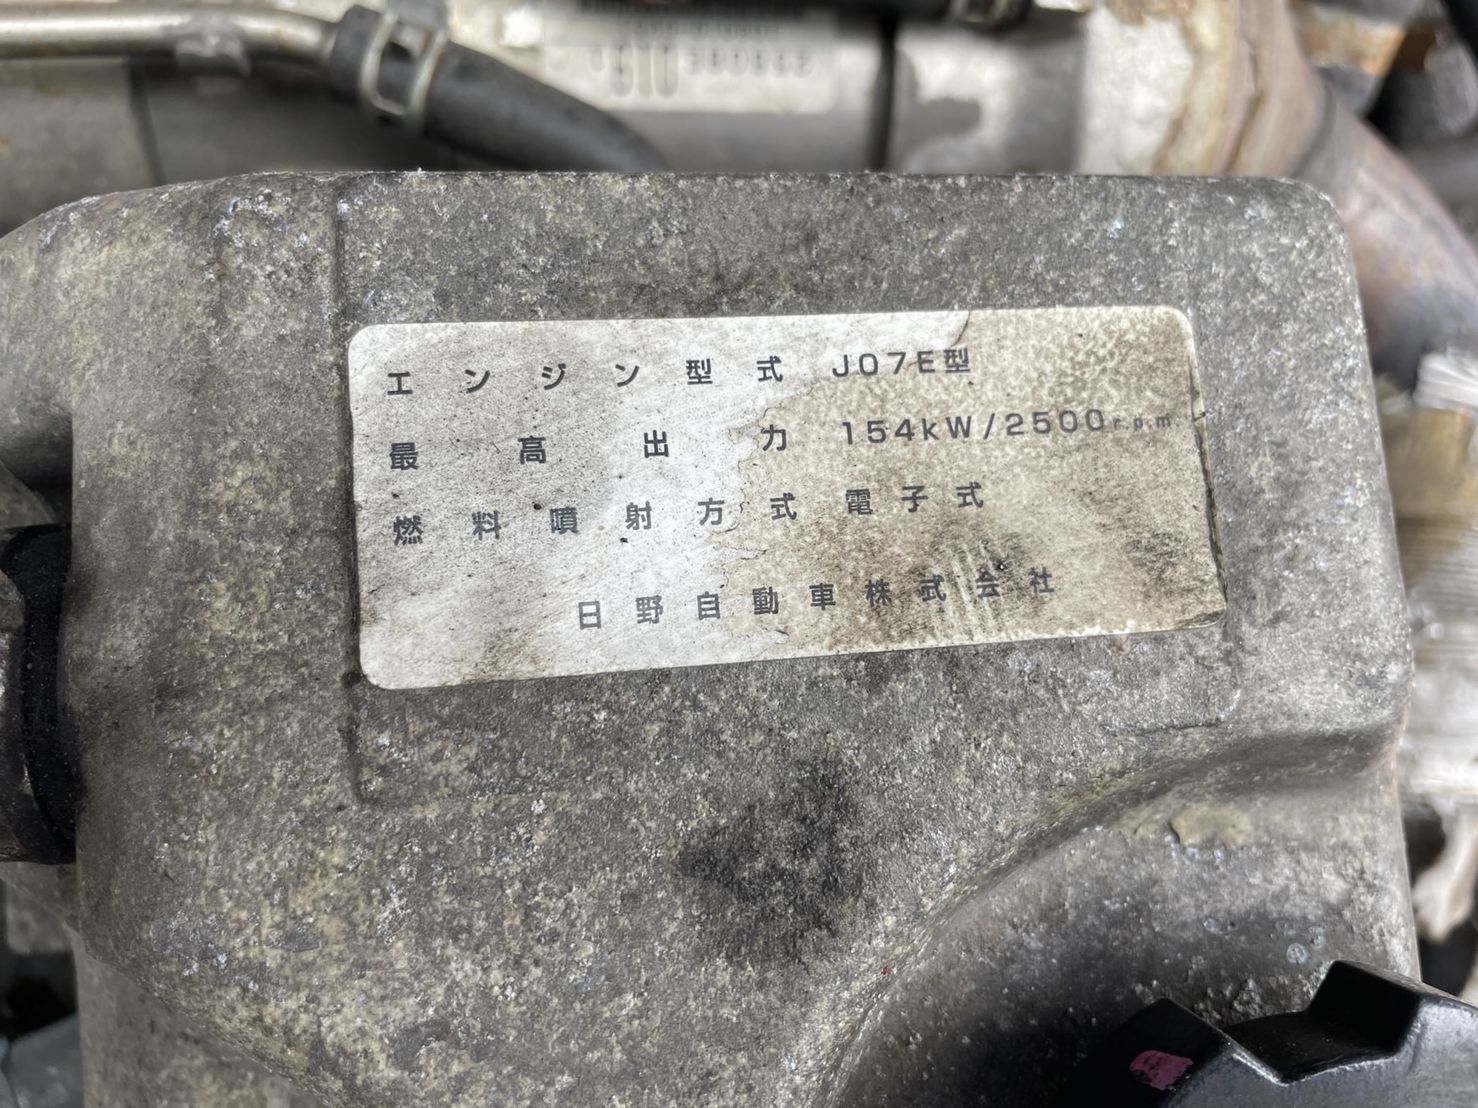 エンジン型式 J07E型
最高出力 154kW/2500r.p.m
燃料噴射方式 電子式
日野自動車株式会社